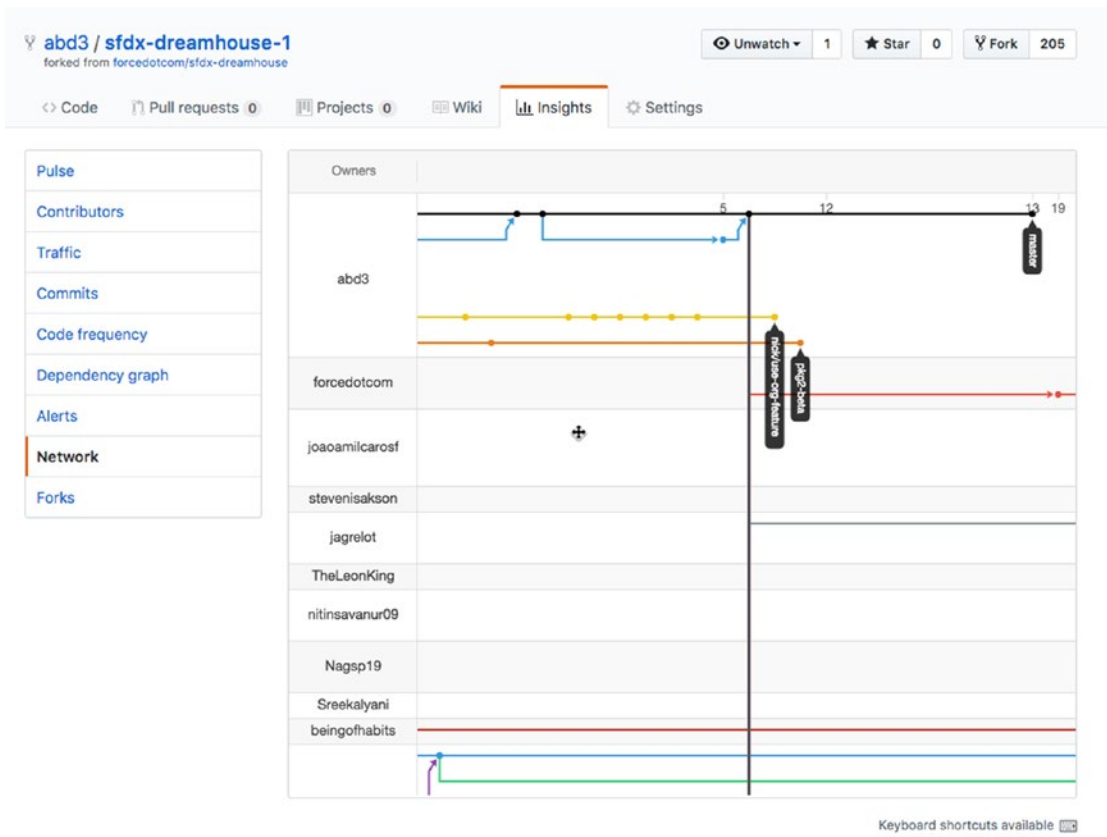 abd3 / sfdx-dreamhouse-1
forked from forcedotcom/sfdx-dreamhouse
Unwatch 1 Star 0 Fork 205
Code Pull requests 0 Projects 0 Wiki Insights Settings
Pulse
Contributors
Traffic
Commits
Code frequency
Dependency graph
Alerts
Network
Forks
Owners
5 12 13 19
master
abd3
nick/use-org-feature
pkg2-beta
forcedotcom
joaoamilcarosf
stevenisakson
jagrelot
TheLeonKing
nitinsavanur09
Nagsp19
Sreekalyani
beingofhabits
Keyboard shortcuts available